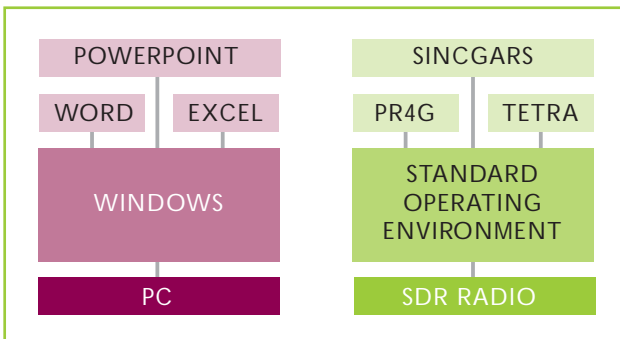 POWERPOINT
WORD
EXCEL
WINDOWS
PC
SINCGARS
PR4G
TETRA
STANDARD
OPERATING
ENVIRONMENT
SDR RADIO